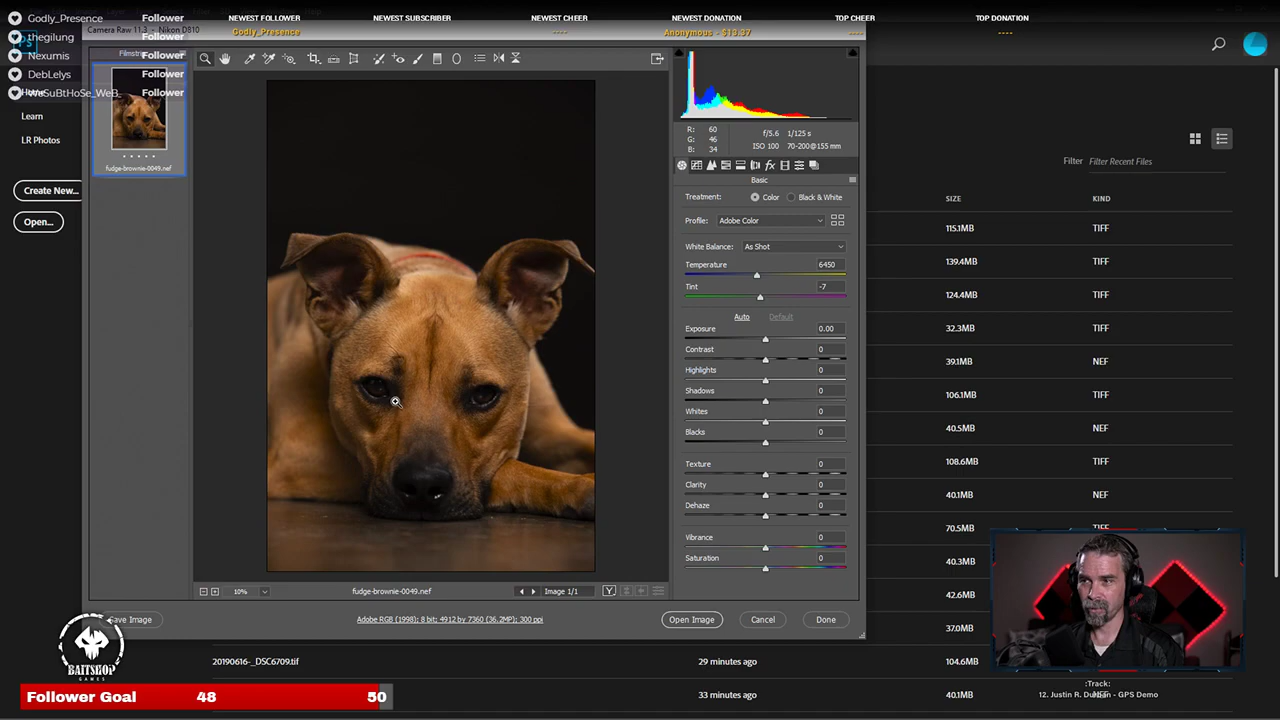 Godly_Presence Follower
thegilung Follower
Nexumis Follower
DebLelys Follower
Follower
NEWEST FOLLOWER NEWEST SUBSCRIBER NEWEST CHEER NEWEST DONATION TOP CHEER TOP DONATION
Godly_Presence ---- Anonymous - $13.37 ---- ----
Camera Raw 11.3 - Nikon D810
Filmstrip
Learn
LR Photos
Create New...
Open...
fudge-brownie-0049.nef
R: 60
G: 46
B: 34
f/5.6 1/125 s
ISO 100 70-200@155 mm
Basic
Treatment: Color Black & White
Profile: Adobe Color
White Balance: As Shot
Temperature 6450
Tint -7
Auto Default
Exposure 0.00
Contrast 0
Highlights 0
Shadows 0
Whites 0
Blacks 0
Texture 0
Clarity 0
Dehaze 0
Vibrance 0
Saturation 0
10% fudge-brownie-0049.nef Image 1/1 Y
Save Image Adobe RGB (1998); 8 bit; 4912 by 7360 (36.2MP); 300 ppi Open Image Cancel Done
Filter Filter Recent Files
SIZE KIND
115.1MB TIFF
139.4MB TIFF
124.4MB TIFF
32.3MB TIFF
39.1MB NEF
106.1MB TIFF
40.5MB NEF
108.6MB TIFF
40.1MB NEF
70.5MB TIFF
40.3MB
42.6MB
37.0MB
20190616-_DSC6709.tif 29 minutes ago 104.6MB
33 minutes ago 40.1MB NEF
BAITSHOP
GAMES
Follower Goal 48 50
:Track:
12. Justin R. Durban - GPS Demo